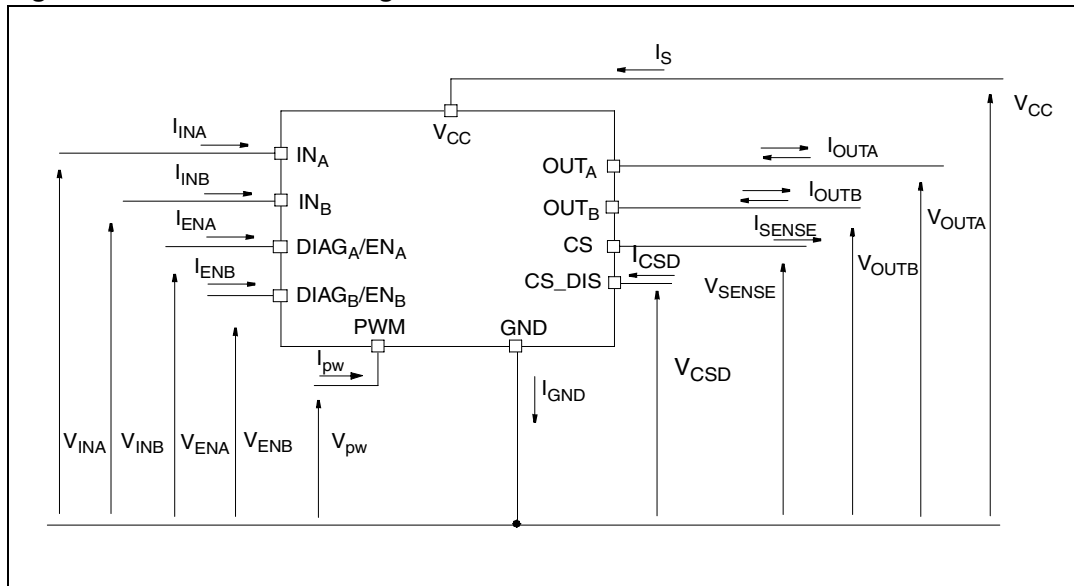 I_S
V_CC
V_CC
I_INA
IN_A
OUT_A
I_OUTA
I_INB
IN_B
OUT_B
I_OUTB
I_ENA
DIAG_A/EN_A
CS
I_SENSE
V_OUTA
I_ENB
DIAG_B/EN_B
CS_DIS
I_CSD
V_SENSE
V_OUTB
PWM
GND
I_pw
I_GND
V_CSD
V_INA
V_INB
V_ENA
V_ENB
V_pw